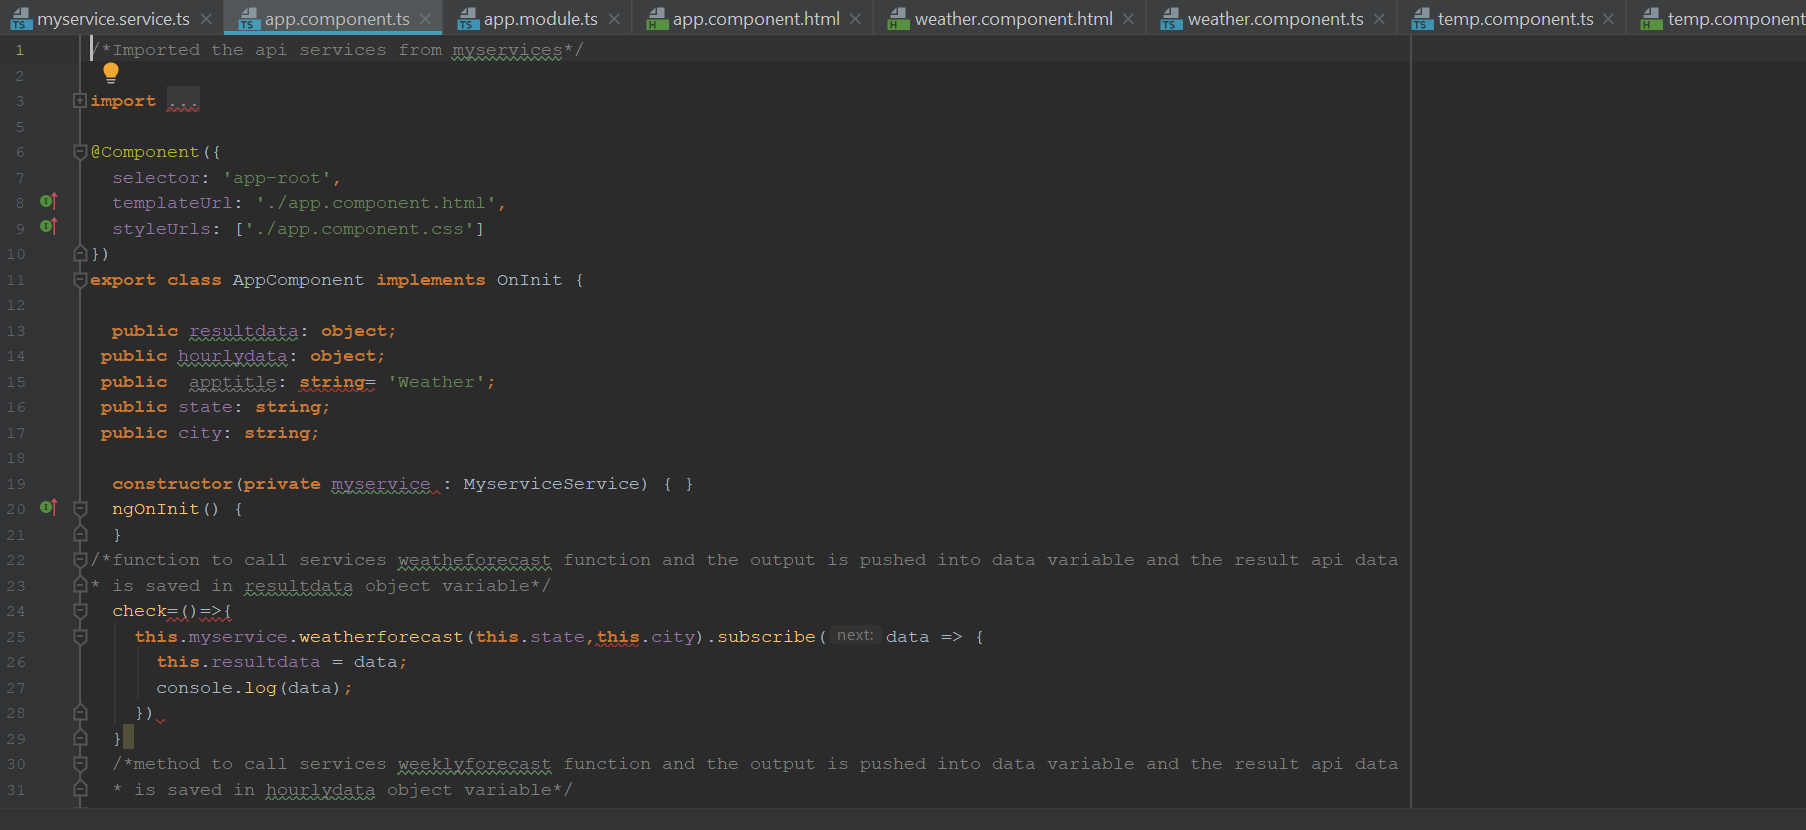 myservice.service.ts app.component.ts app.module.ts app.component.html weather.component.html weather.component.ts temp.component.ts temp.component
1 /*Imported the api services from myservices*/
2
3 import ...
5
6 @Component({
7 selector: 'app-root',
8 templateUrl: './app.component.html',
9 styleUrls: ['./app.component.css']
10 })
11 export class AppComponent implements OnInit {
12
13 public resultdata: object;
14 public hourlydata: object;
15 public  apptitle: string= 'Weather';
16 public state: string;
17 public city: string;
18
19 constructor(private myservice : MyserviceService) { }
20 ngOnInit() {
21 }
22 /*function to call services weatheforecast function and the output is pushed into data variable and the result api data
23 * is saved in resultdata object variable*/
24 check=()=>{
25 this.myservice.weatherforecast(this.state,this.city).subscribe( next: data => {
26 this.resultdata = data;
27 console.log(data);
28 })
29 }
30 /*method to call services weeklyforecast function and the output is pushed into data variable and the result api data
31 * is saved in hourlydata object variable*/